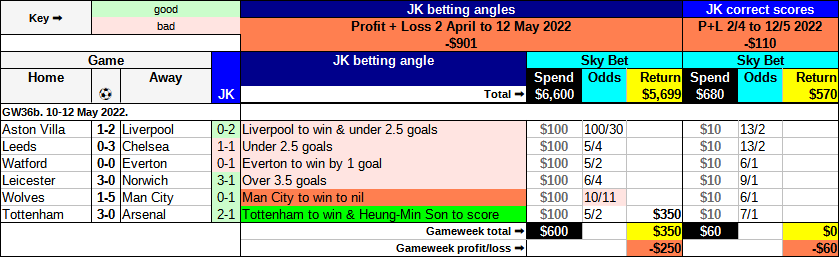 Key ➡ good JK betting angles JK correct scores
bad Profit + Loss 2 April to 12 May 2022 P+L 2/4 to 12/5 2022
-$901 -$110
Game JK JK betting angle Sky Bet Sky Bet
Home ⚽ Away Spend Odds Return Spend Odds Return
Total ➡ $6,600 $5,699 $680 $570
GW36b. 10-12 May 2022.
Aston Villa 1-2 Liverpool 0-2 Liverpool to win & under 2.5 goals $100 100/30 $10 13/2
Leeds 0-3 Chelsea 1-1 Under 2.5 goals $100 5/4 $10 13/2
Watford 0-0 Everton 0-1 Everton to win by 1 goal $100 5/2 $10 6/1
Leicester 3-0 Norwich 3-1 Over 3.5 goals $100 6/4 $10 9/1
Wolves 1-5 Man City 0-1 Man City to win to nil $100 10/11 $10 6/1
Tottenham 3-0 Arsenal 2-1 Tottenham to win & Heung-Min Son to score $100 5/2 $350 $10 7/1
Gameweek total ➡ $600 $350 $60 $0
Gameweek profit/loss ➡ -$250 -$60